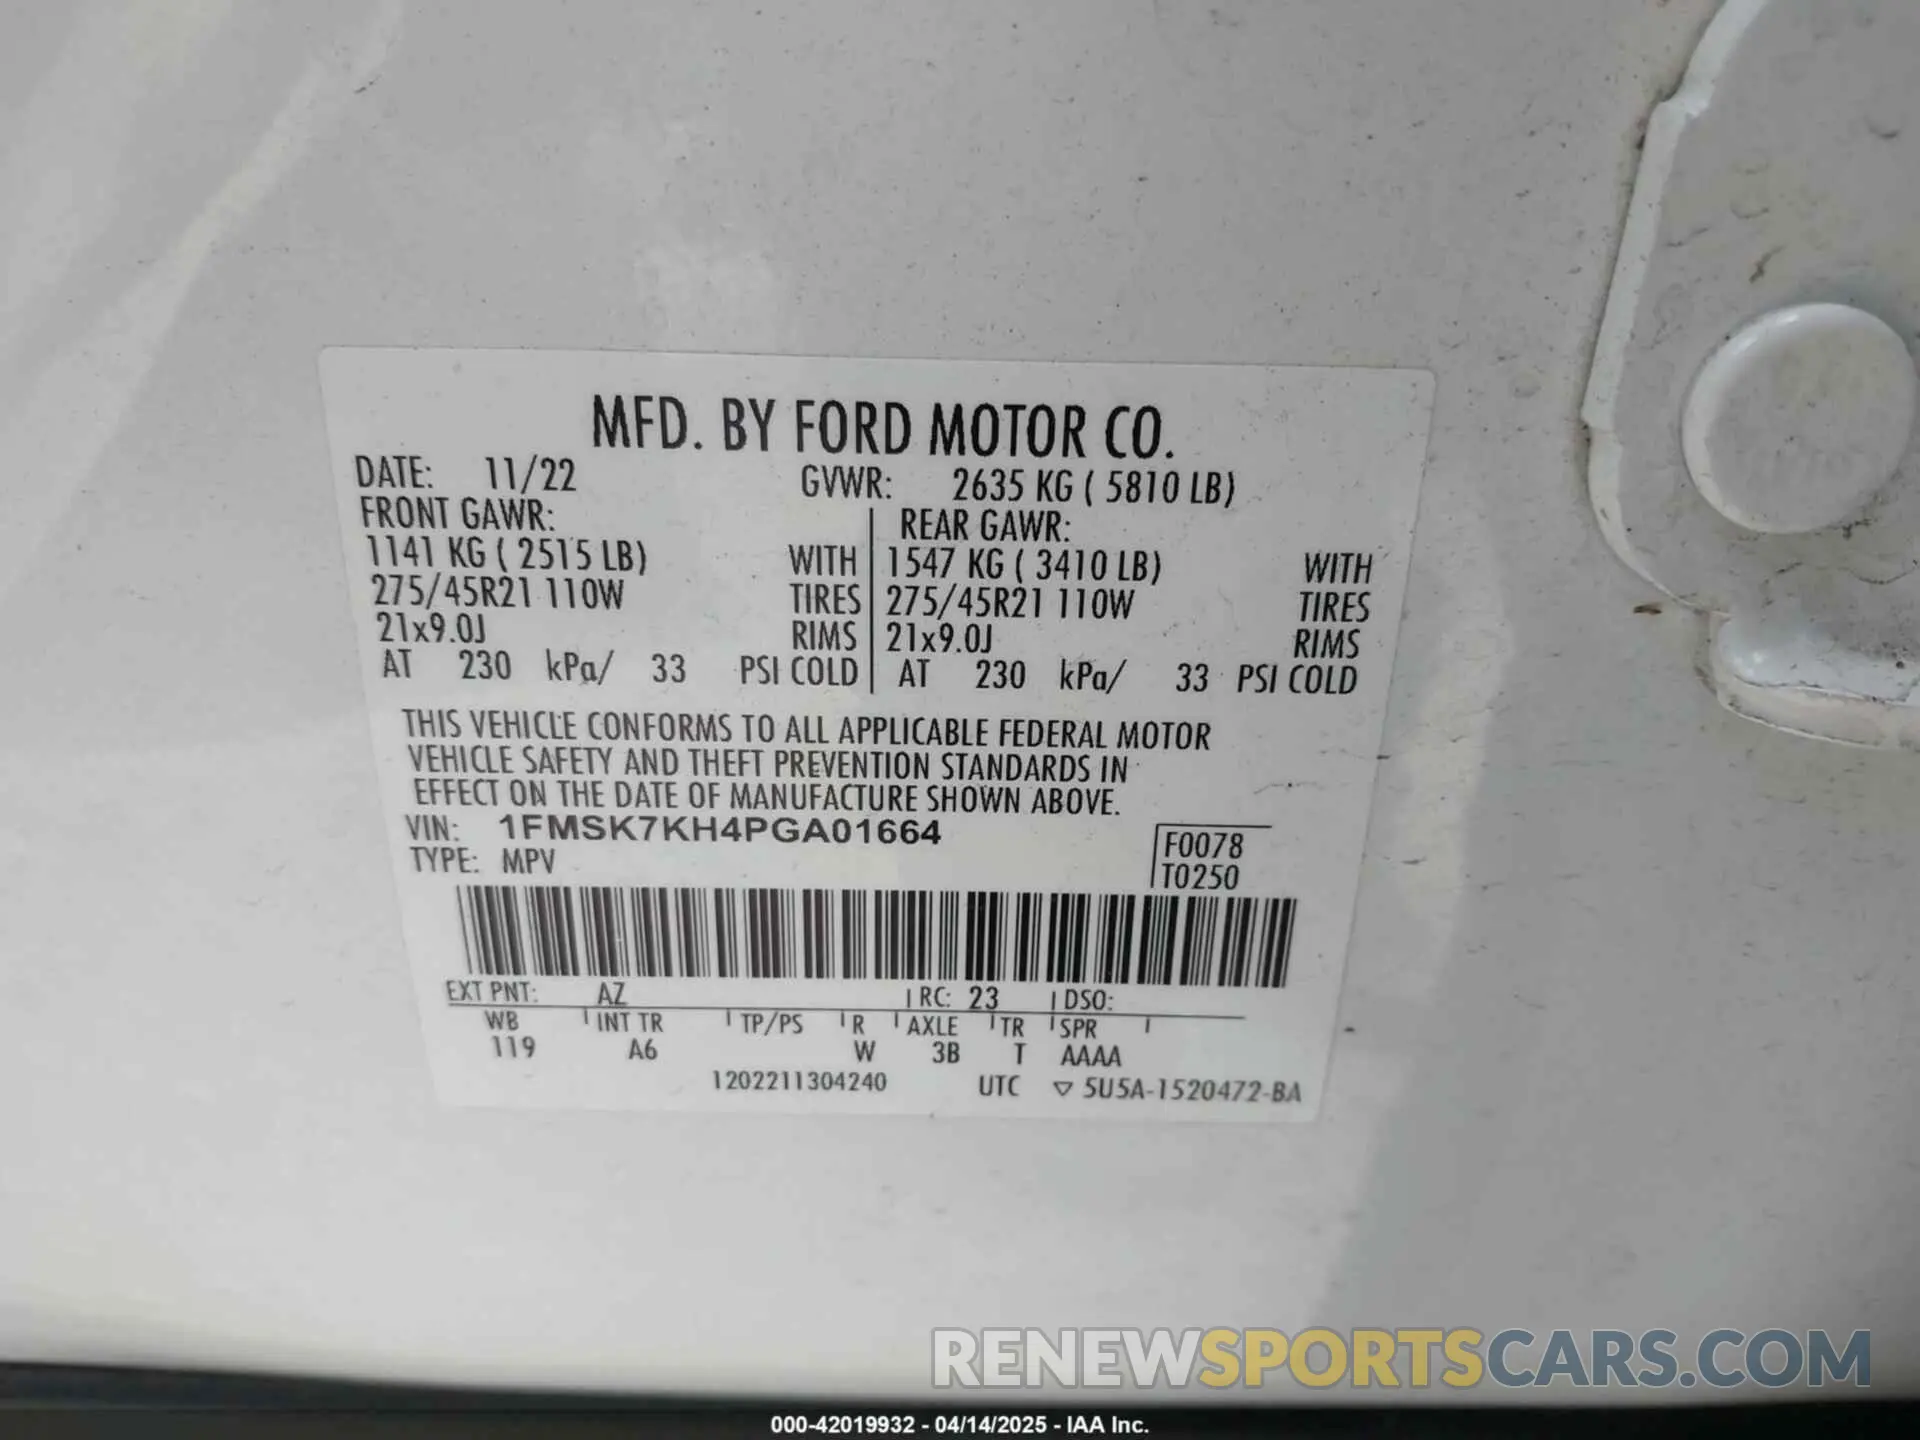 MFD. BY FORD MOTOR CO.
DATE: 11/22 GVWR: 2635 KG ( 5810 LB)
FRONT GAWR: REAR GAWR:
1141 KG ( 2515 LB) WITH 1547 KG ( 3410 LB) WITH
275/45R21 110W TIRES 275/45R21 110W TIRES
21x9.0J RIMS 21x9.0J RIMS
AT 230 kPa/ 33 PSI COLD AT 230 kPa/ 33 PSI COLD
THIS VEHICLE CONFORMS TO ALL APPLICABLE FEDERAL MOTOR
VEHICLE SAFETY AND THEFT PREVENTION STANDARDS IN
EFFECT ON THE DATE OF MANUFACTURE SHOWN ABOVE.
VIN: 1FMSK7KH4PGA01664
TYPE: MPV
F0078
T0250
EXT PNT: AZ RC: 23 DSO:
WB INT TR TP/PS R AXLE TR SPR
119 A6 W 3B T AAAA
1202211304240 UTC ▽ 5U5A-1520472-BA
RENEWSPORTSCARS.COM
000-42019932 - 04/14/2025 - IAA Inc.